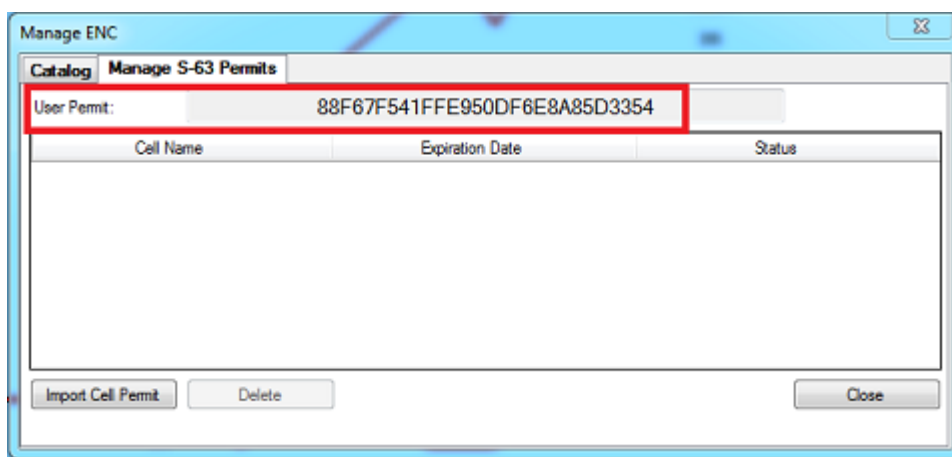 Manage ENC
Catalog Manage S-63 Permits
User Permit: 88F67F541FFE950DF6E8A85D3354
Cell Name Expiration Date Status
Import Cell Permit Delete Close